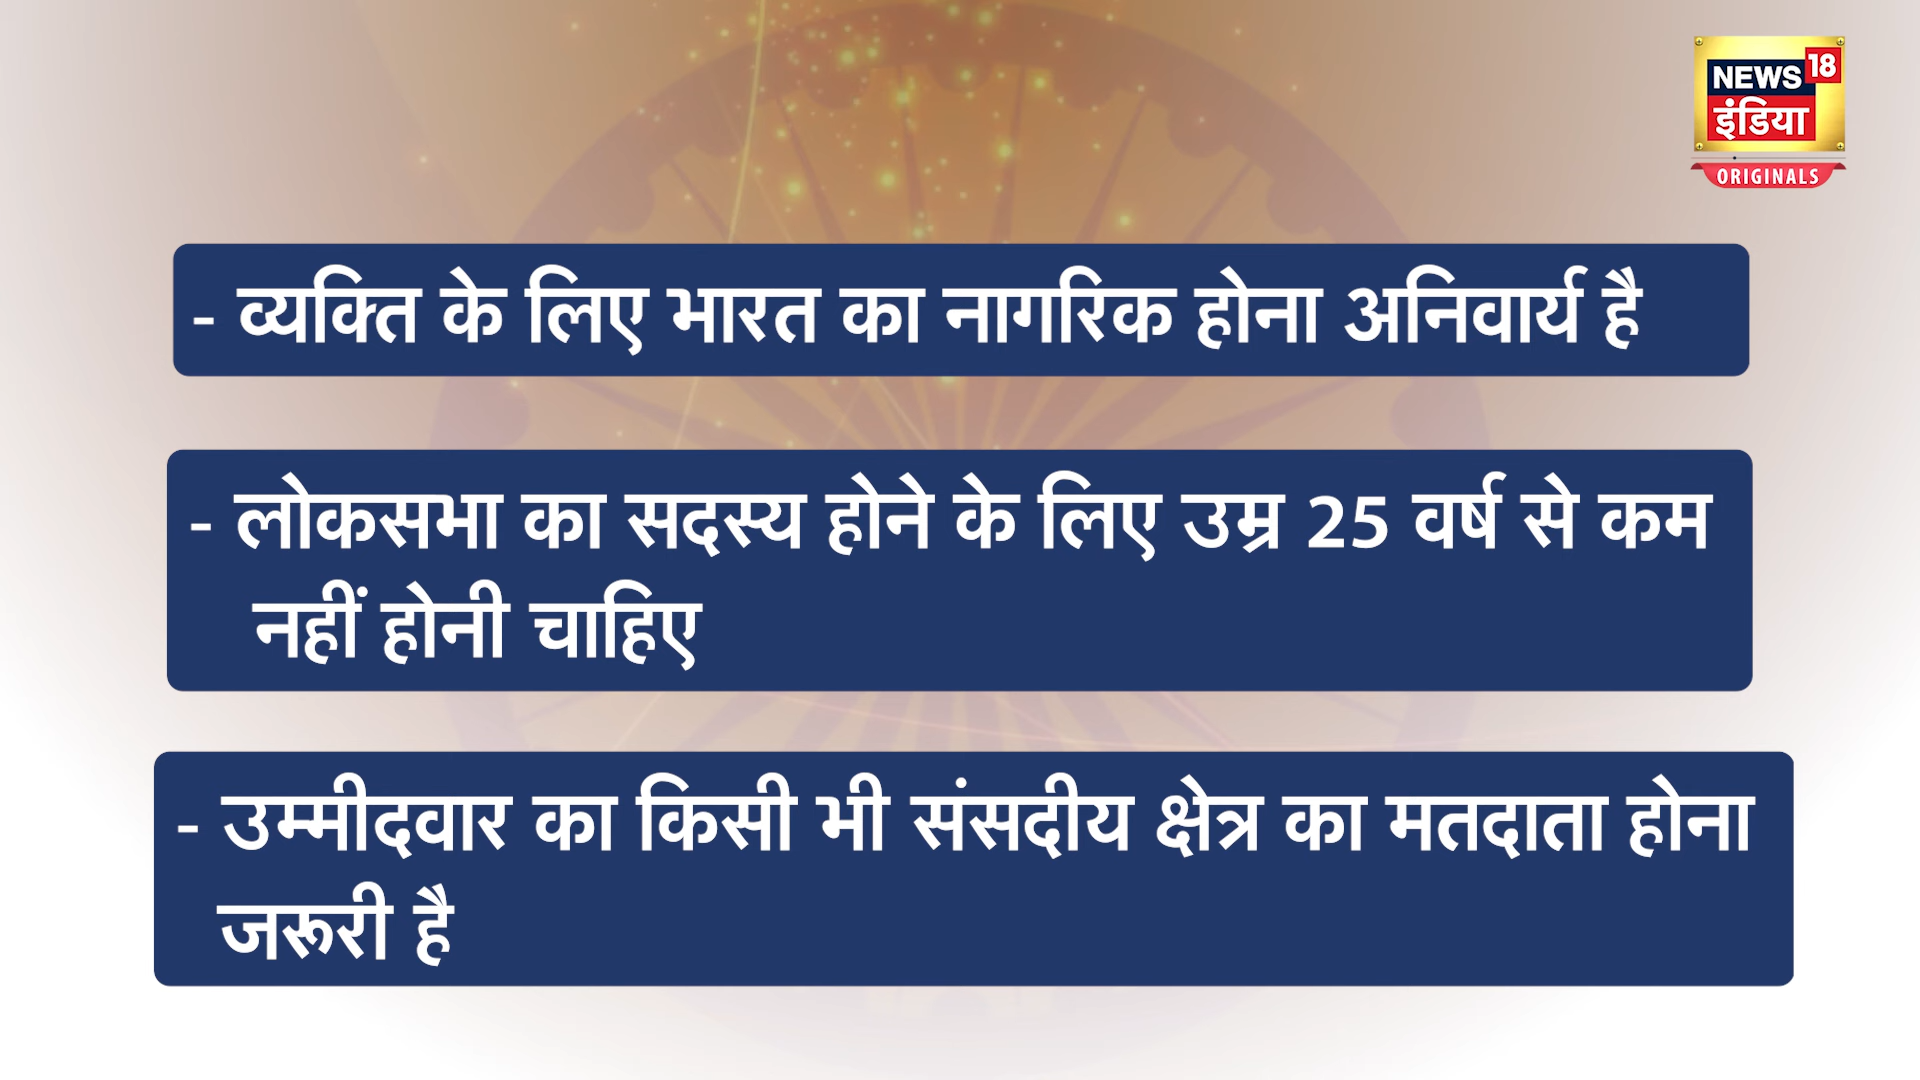 NEWS 18
इंडिया
ORIGINALS
- व्यक्ति के लिए भारत का नागरिक होना अनिवार्य है
- लोकसभा का सदस्य होने के लिए उम्र 25 वर्ष से कम
नहीं होनी चाहिए
- उम्मीदवार का किसी भी संसदीय क्षेत्र का मतदाता होना
जरूरी है